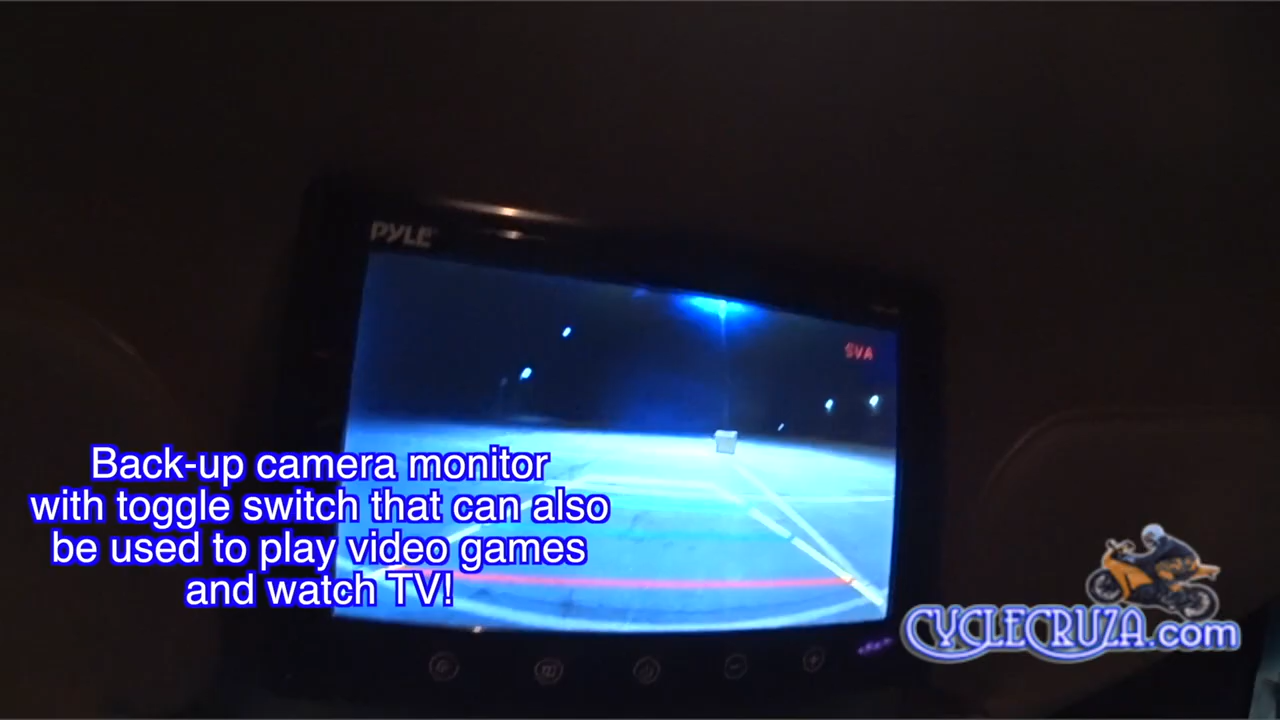 PYLE
SVA
Back-up camera monitor
with toggle switch that can also
be used to play video games
and watch TV!
CYCLECRUZA.com